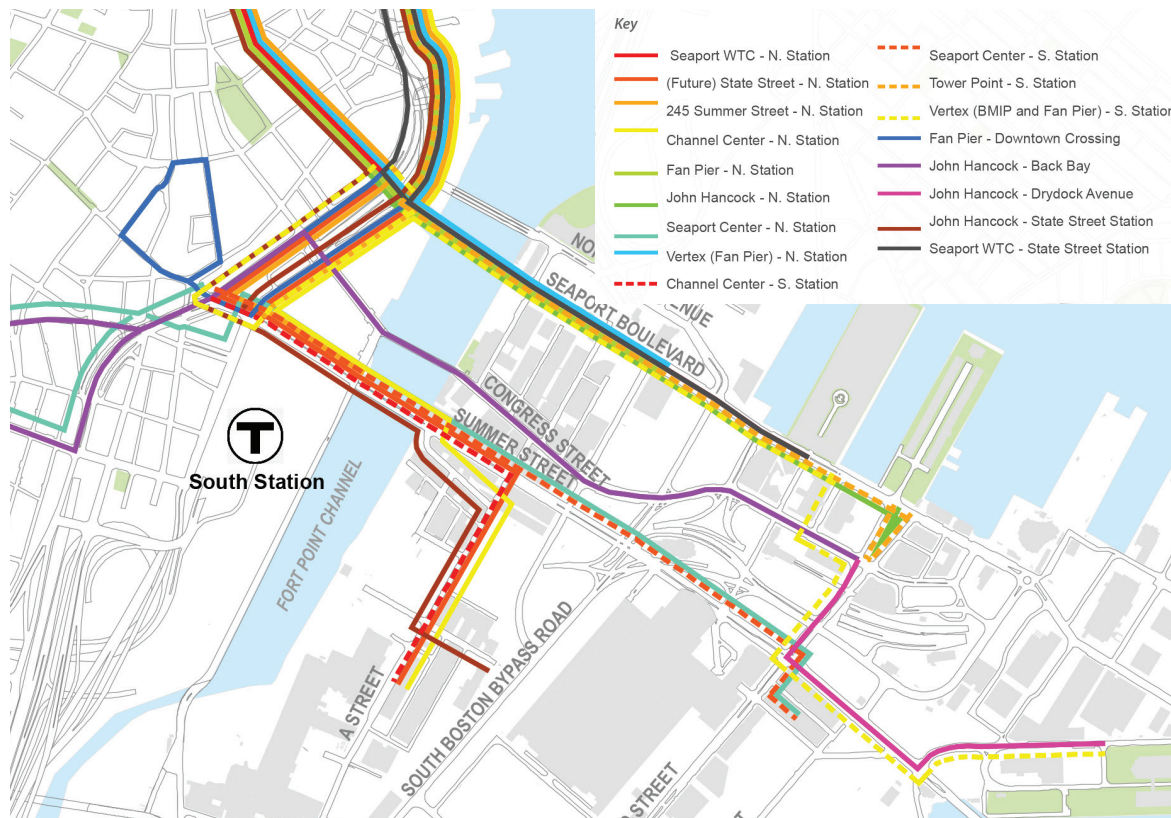 Key
Seaport WTC - N. Station
(Future) State Street - N. Station
245 Summer Street - N. Station
Channel Center - N. Station
Fan Pier - N. Station
John Hancock - N. Station
Seaport Center - N. Station
Vertex (Fan Pier) - N. Station
Channel Center - S. Station
Seaport Center - S. Station
Tower Point - S. Station
Vertex (BMIP and Fan Pier) - S. Station
Fan Pier - Downtown Crossing
John Hancock - Back Bay
John Hancock - Drydock Avenue
John Hancock - State Street Station
Seaport WTC - State Street Station
NO
ENUE
SEAPORT BOULEVARD
CONGRESS STREET
SUMMER STREET
T
South Station
FORT POINT CHANNEL
A STREET
SOUTH BOSTON BYPASS ROAD
STREET